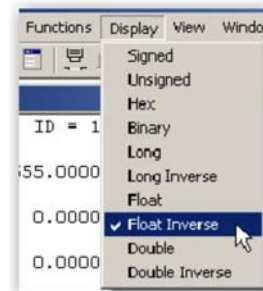 Functions Display View Windo
Signed
Unsigned
Hex
Binary
Long
Long Inverse
Float
✓ Float Inverse
Double
Double Inverse
ID = 1
55.0000
0.0000
0.0000